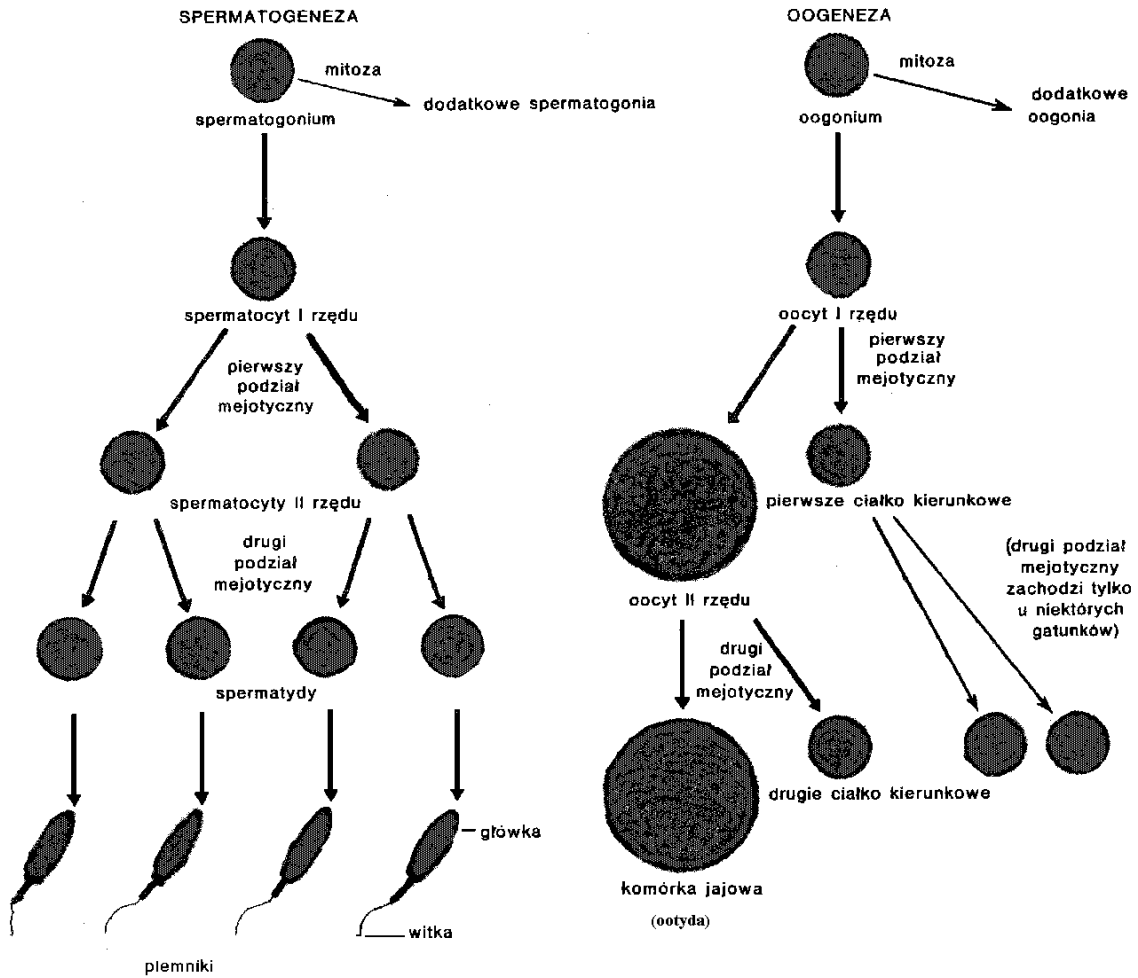 SPERMATOGENEZA
mitoza
dodatkowe spermatogonia
spermatogonium
spermatocyt I rzędu
pierwszy
podział
mejotyczny
spermatocyty II rzędu
drugi
podział
mejotyczny
spermatydy
główka
witka
plemniki
OOGENEZA
mitoza
dodatkowe
oogonia
oogonium
oocyt I rzędu
pierwszy
podział
mejotyczny
pierwsze ciałko kierunkowe
(drugi podział
mejotyczny
zachodzi tylko
u niektórych
gatunków)
oocyt II rzędu
drugi
podział
mejotyczny
drugie ciałko kierunkowe
komórka jajowa
(ootyda)